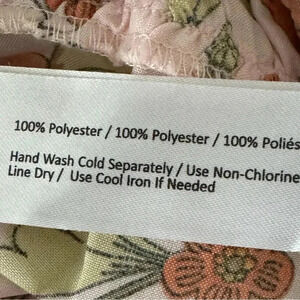 100% Polyester / 100% Polyester / 100% Poliés
Hand Wash Cold Separately / Use Non-Chlorine
Line Dry / Use Cool Iron If Needed